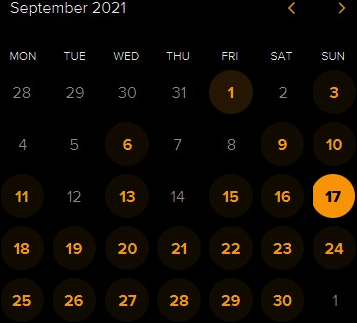 September 2021
MON TUE WED THU FRI SAT SUN
28 29 30 31 1 2 3
4 5 6 7 8 9 10
11 12 13 14 15 16 17
18 19 20 21 22 23 24
25 26 27 28 29 30 1